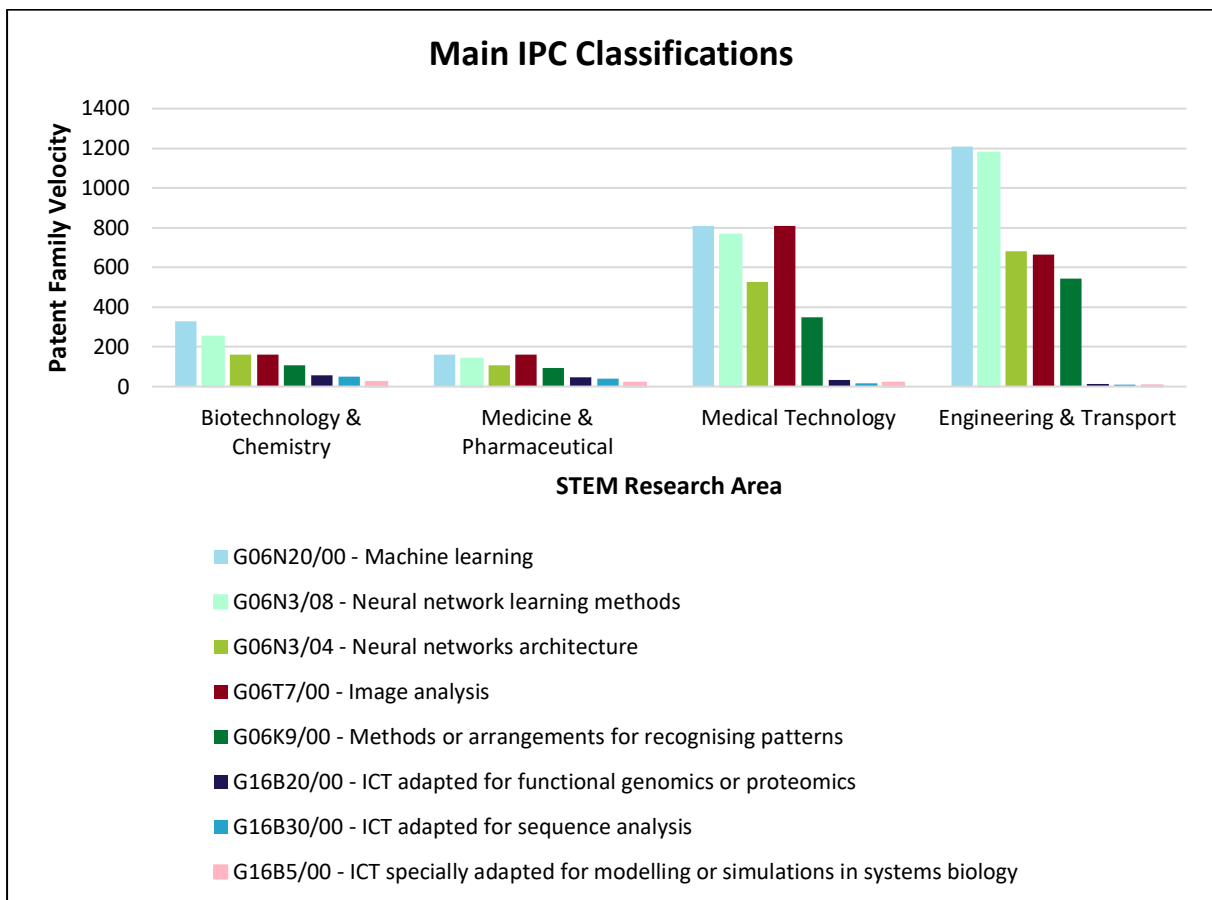 Main IPC Classifications
Patent Family Velocity
1400
1200
1000
800
600
400
200
0
Biotechnology &
Chemistry
Medicine &
Pharmaceutical
Medical Technology
Engineering & Transport
STEM Research Area
G06N20/00 - Machine learning
G06N3/08 - Neural network learning methods
G06N3/04 - Neural networks architecture
G06T7/00 - Image analysis
G06K9/00 - Methods or arrangements for recognising patterns
G16B20/00 - ICT adapted for functional genomics or proteomics
G16B30/00 - ICT adapted for sequence analysis
G16B5/00 - ICT specially adapted for modelling or simulations in systems biology